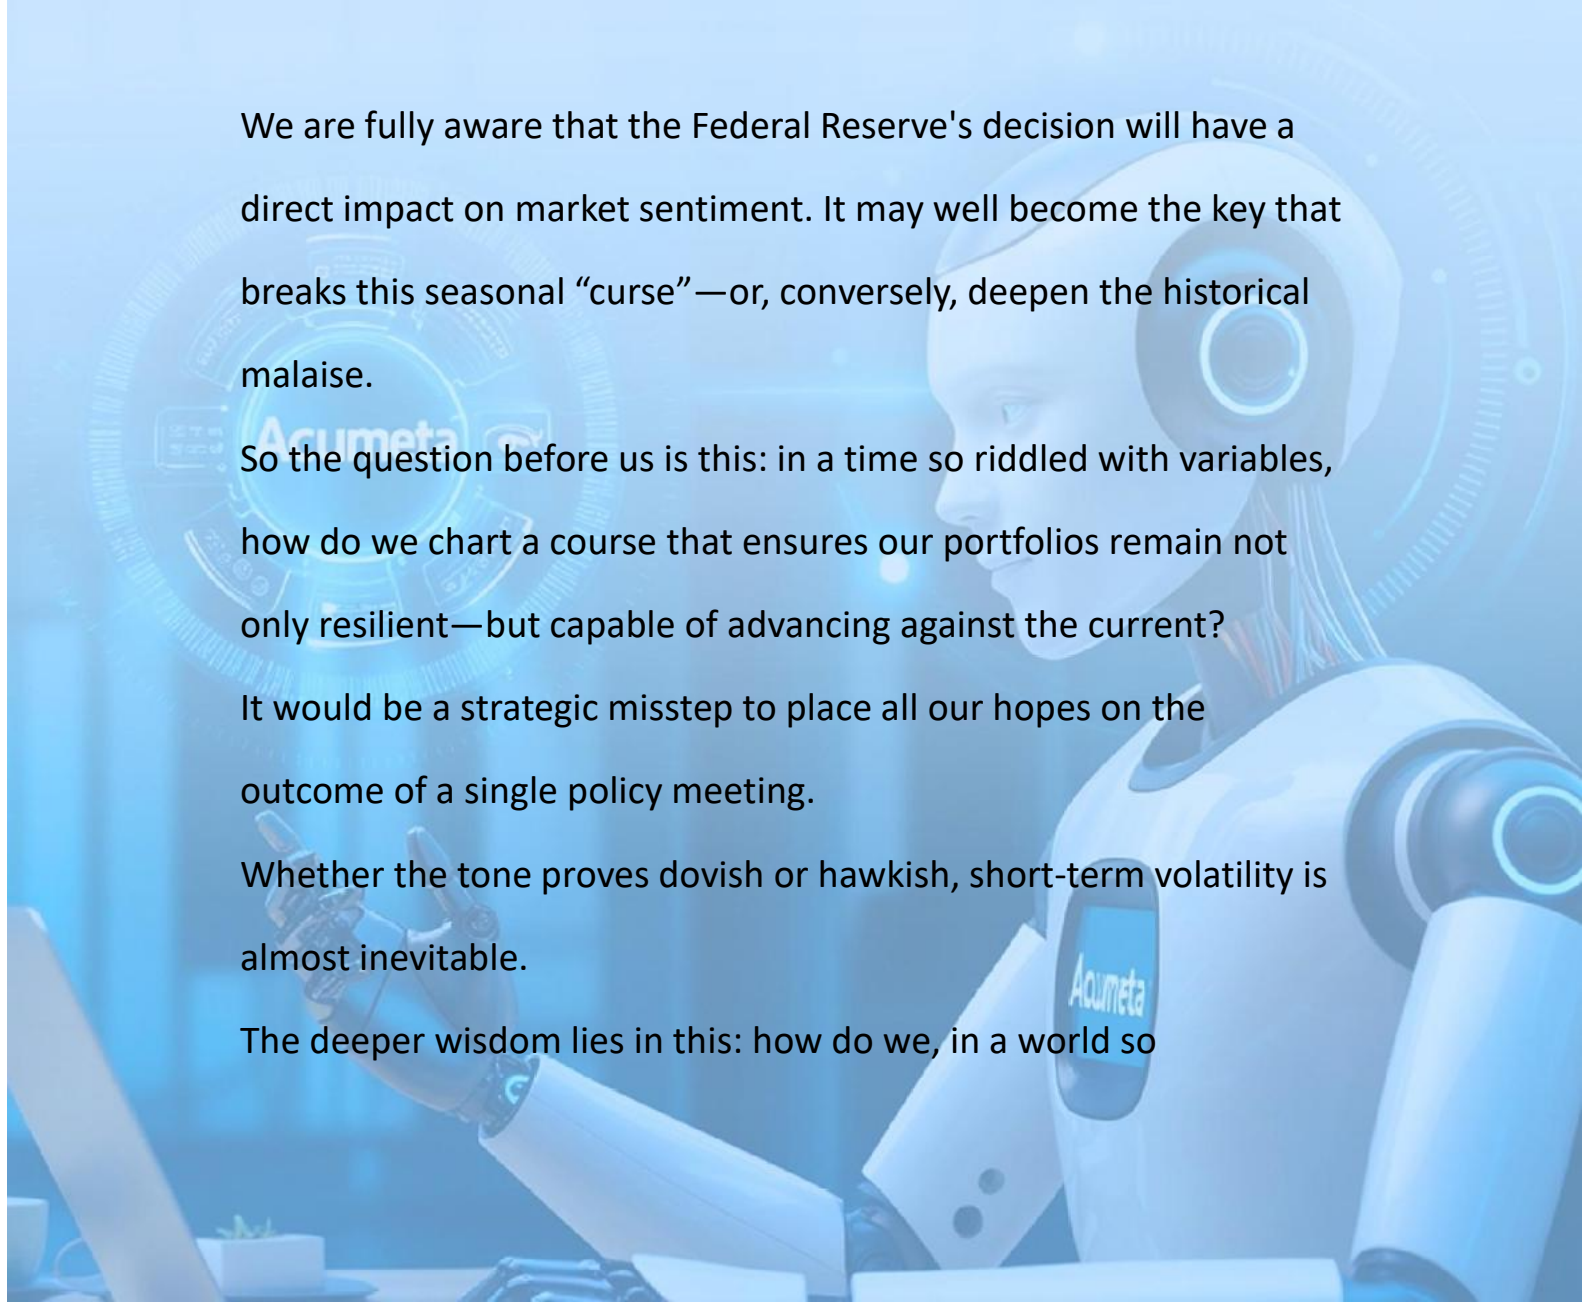 We are fully aware that the Federal Reserve's decision will have a
direct impact on market sentiment. It may well become the key that
breaks this seasonal “curse”—or, conversely, deepen the historical
malaise.
Acumeta
So the question before us is this: in a time so riddled with variables,
how do we chart a course that ensures our portfolios remain not
only resilient—but capable of advancing against the current?
It would be a strategic misstep to place all our hopes on the
outcome of a single policy meeting.
Whether the tone proves dovish or hawkish, short-term volatility is
almost inevitable.
Acumeta
The deeper wisdom lies in this: how do we, in a world so